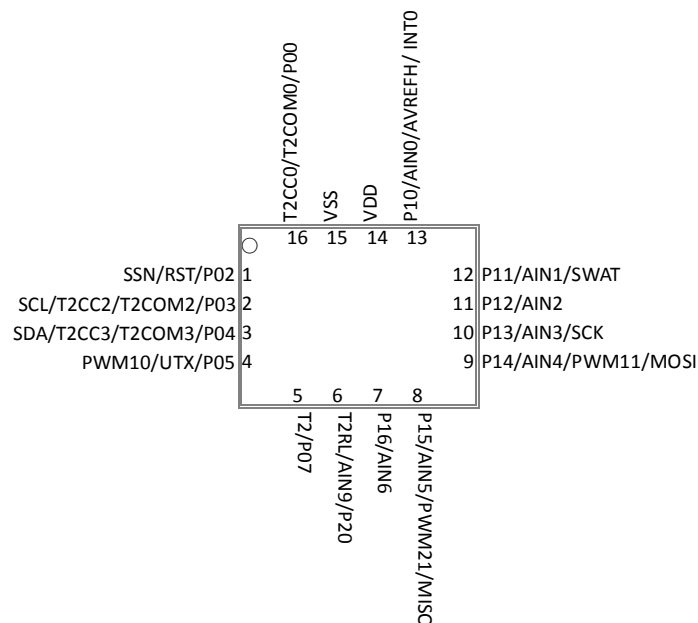 T2CC0/T2COM0/P00
VSS
VDD
P10/AIN0/AVREFH/ INT0
16 15 14 13
SSN/RST/P02 1
SCL/T2CC2/T2COM2/P03 2
SDA/T2CC3/T2COM3/P04 3
PWM10/UTX/P05 4
12 P11/AIN1/SWAT
11 P12/AIN2
10 P13/AIN3/SCK
9 P14/AIN4/PWM11/MOSI
5 6 7 8
T2/P07
T2RL/AIN9/P20
P16/AIN6
P15/AIN5/PWM21/MISO